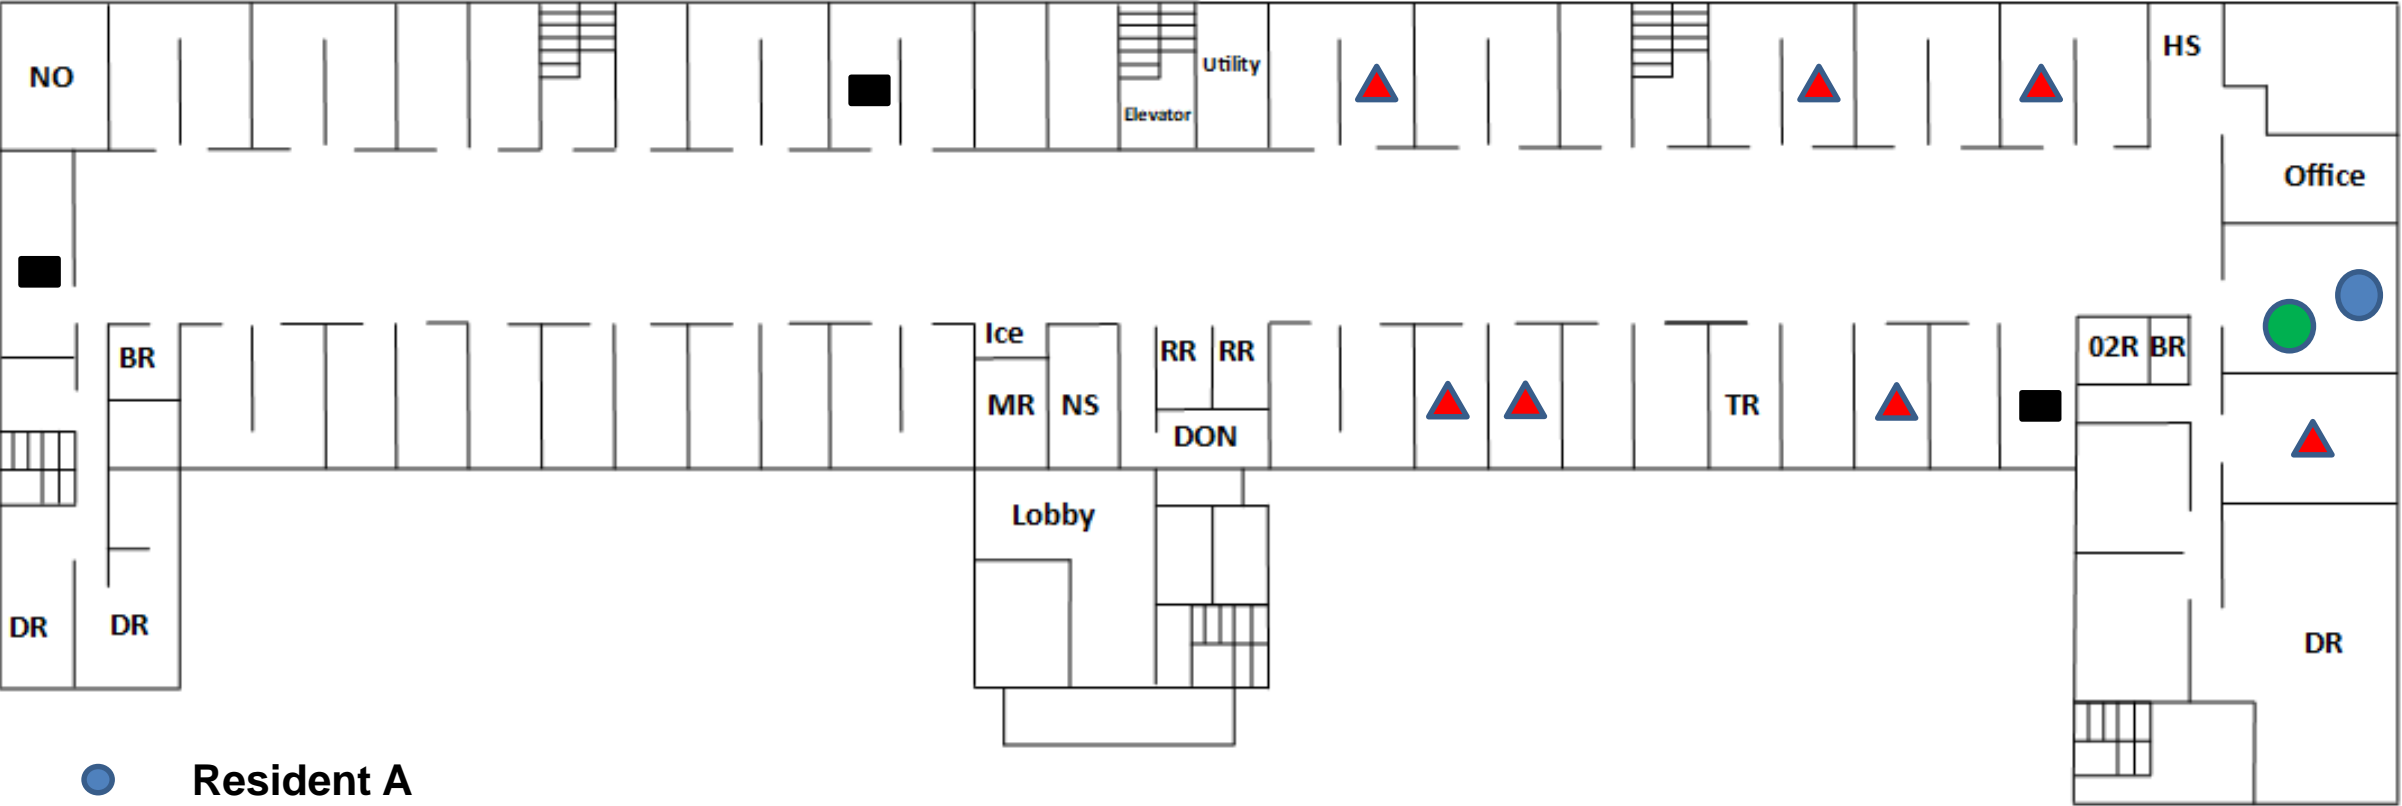 NO
HS
Utility
Elevator
Office
Ice
BR
RR
RR
02R
BR
MR
NS
TR
DON
Lobby
DR
DR
DR
Resident A